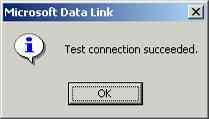 Microsoft Data Link
Test connection succeeded.
OK